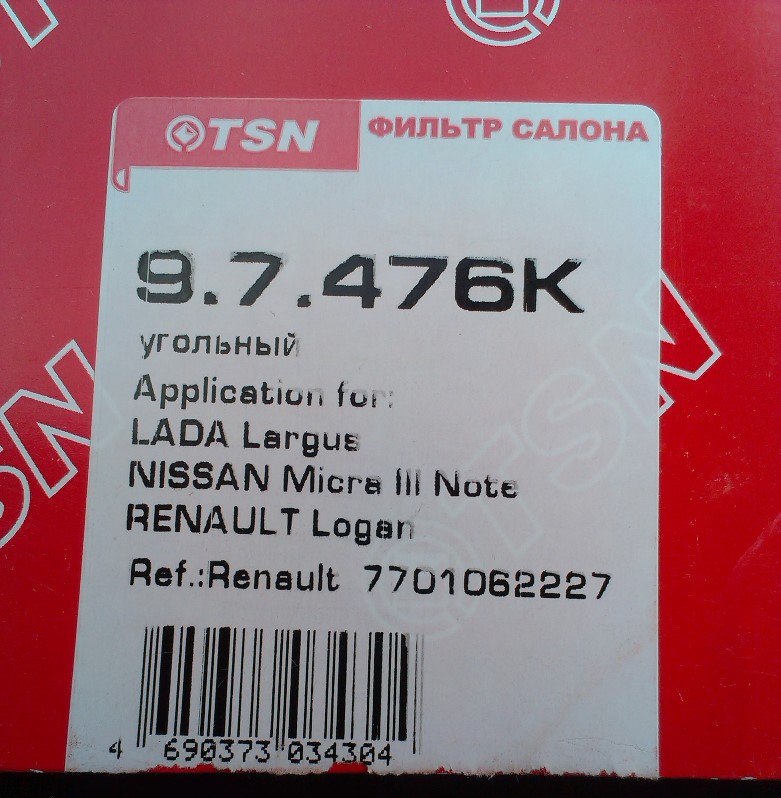 TSN ФИЛЬТР САЛОНА
9.7.476K
угольный
Application for:
LADA Largus
NISSAN Micra III Note
RENAULT Logan
Ref.:Renault 7701062227
4 690373 034304